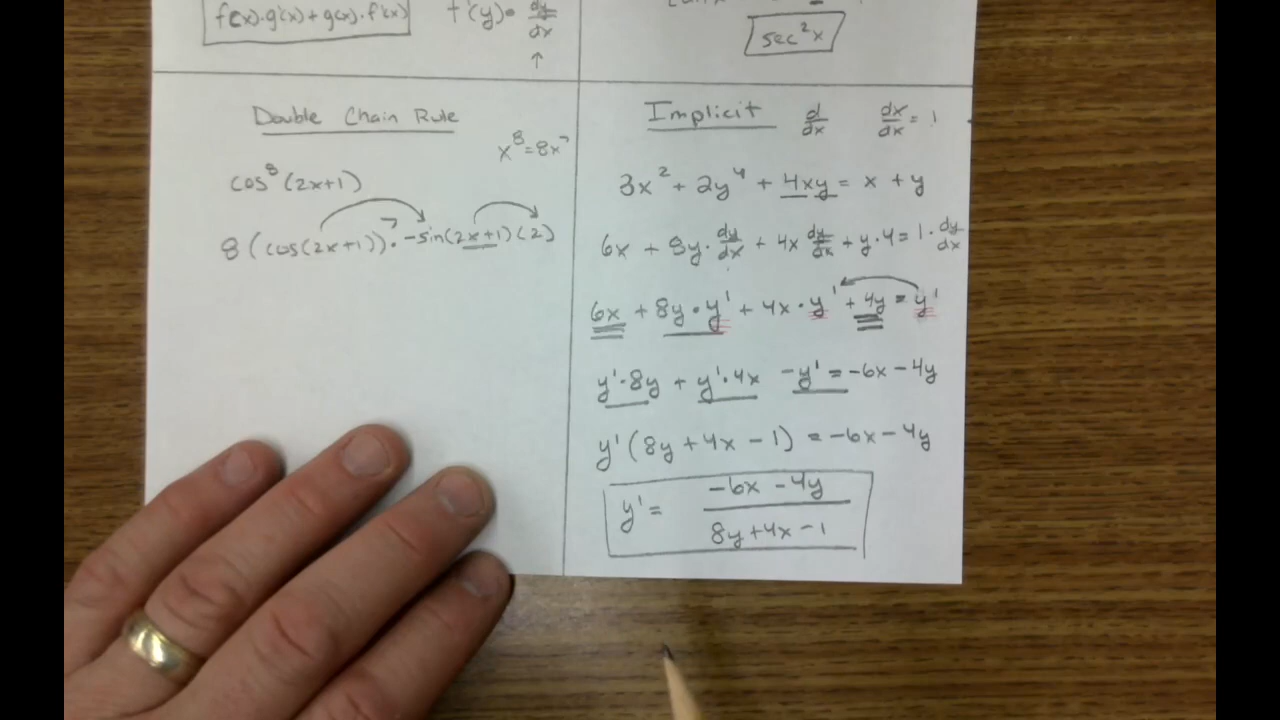 f(x)·g'(x)+g(x)·f'(x)
f'(y)= dy/dx
↑
sec²x
Double Chain Rule
x⁸=8x⁷
cos⁸(2x+1)
8(cos(2x+1))⁷·-sin(2x+1)(2)
Implicit d/dx dx/dx = 1
3x² + 2y⁴ + 4xy = x + y
6x + 8y·dy/dx + 4x dy/dx + y·4 = 1·dy/dx
6x + 8y·y' + 4x·y' + 4y = y'
y'·8y + y'·4x -y' = -6x-4y
y'(8y+4x-1) = -6x-4y
y' = -6x-4y / 8y+4x-1